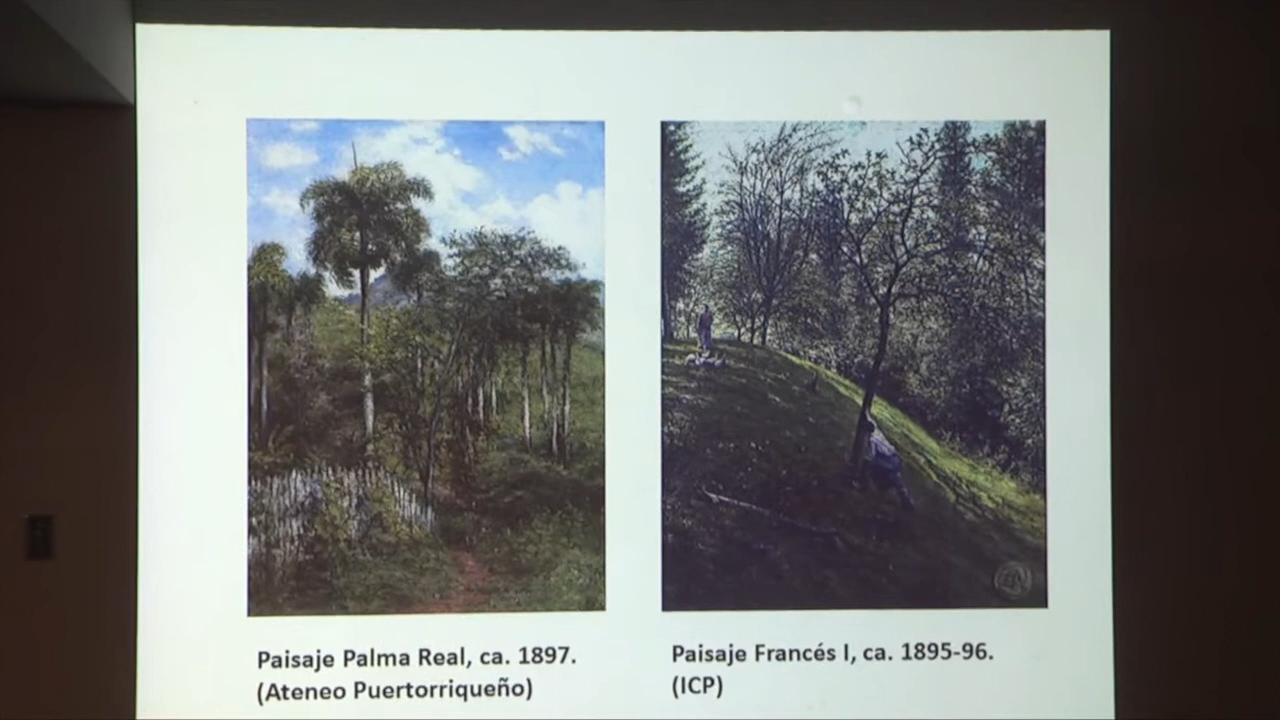 Paisaje Palma Real, ca. 1897.
(Ateneo Puertorriqueño)
Paisaje Francés I, ca. 1895-96.
(ICP)